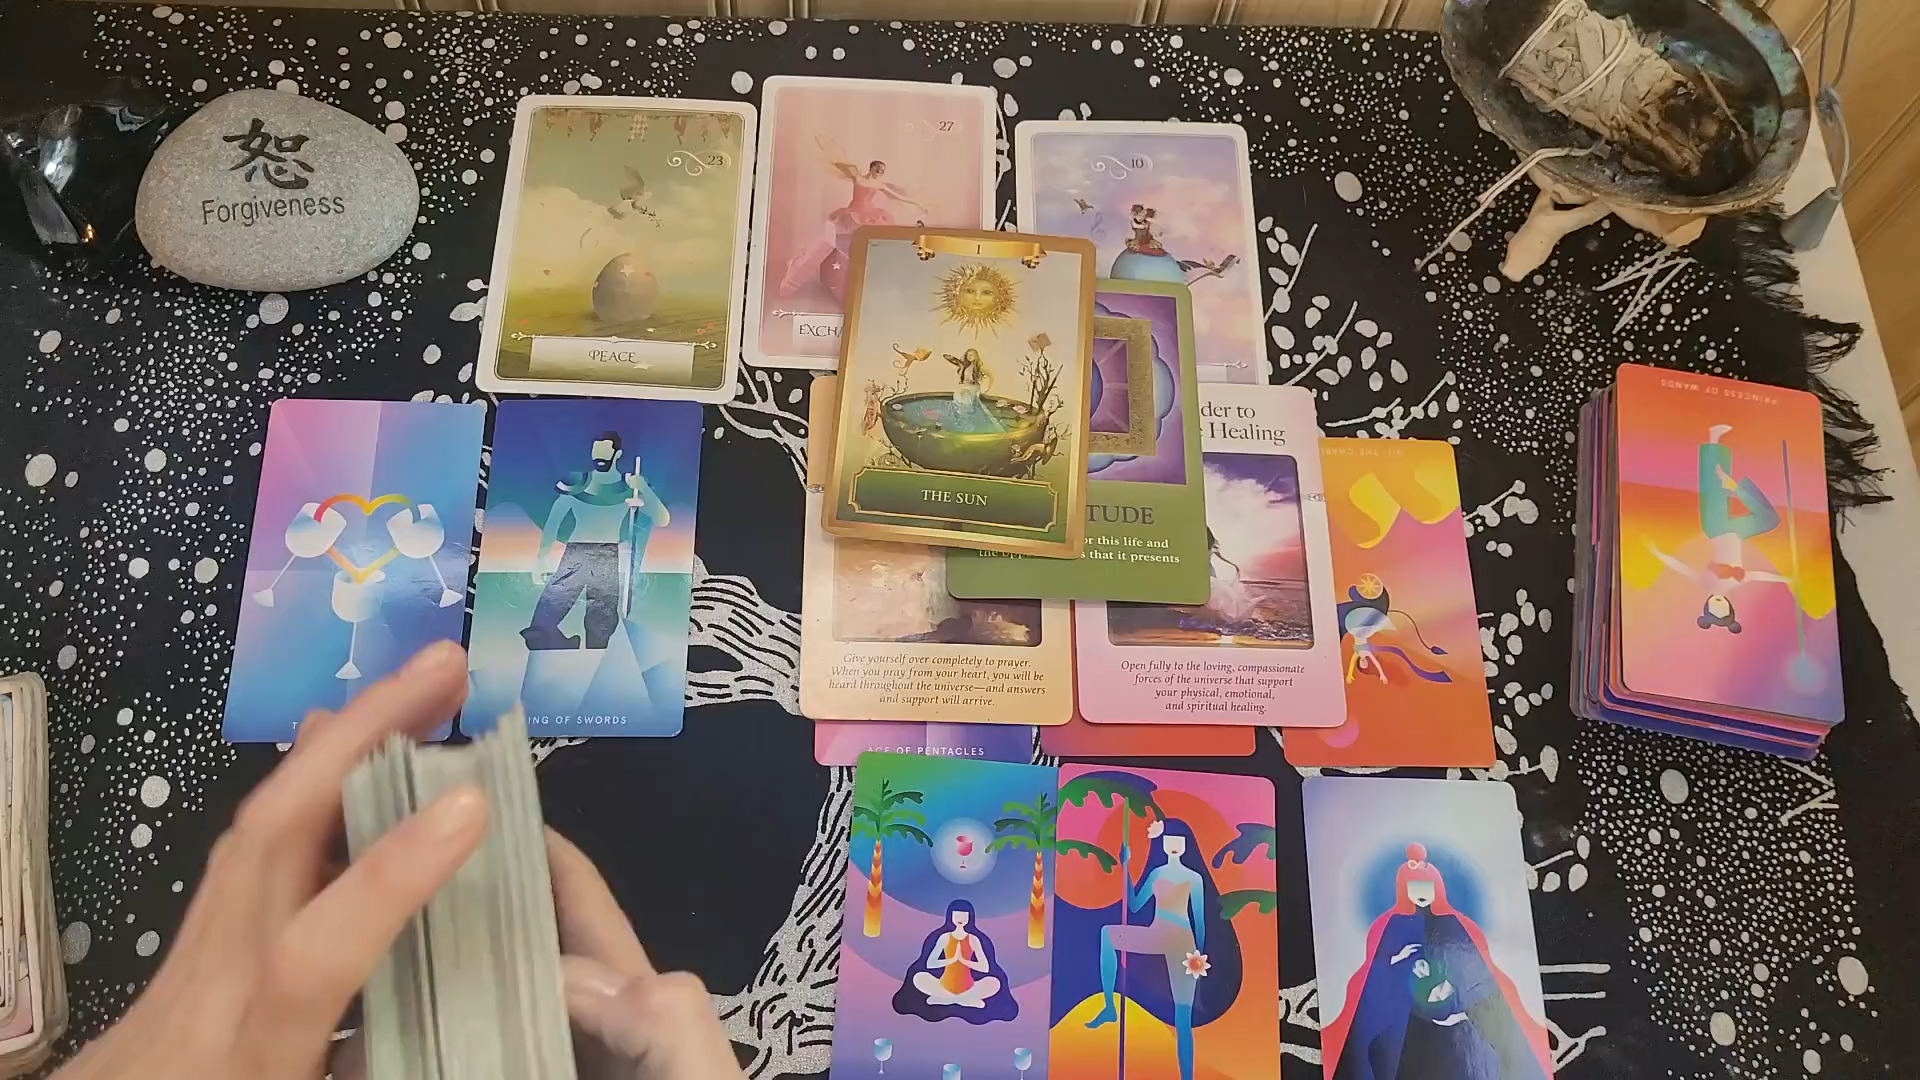 恕
Forgiveness
23
PEACE
27
EXCH
10
I
THE SUN
der to
Healing
TUDE
or this life and
s that it presents
Give yourself over completely to prayer.
When you pray from your heart, you will be
heard throughout the universe—and answers
and support will arrive.
Open fully to the loving, compassionate
forces of the universe that support
your physical, emotional,
and spiritual healing.
T
ING OF SWORDS
ACE OF PENTACLES
PRINCESS OF WANDS